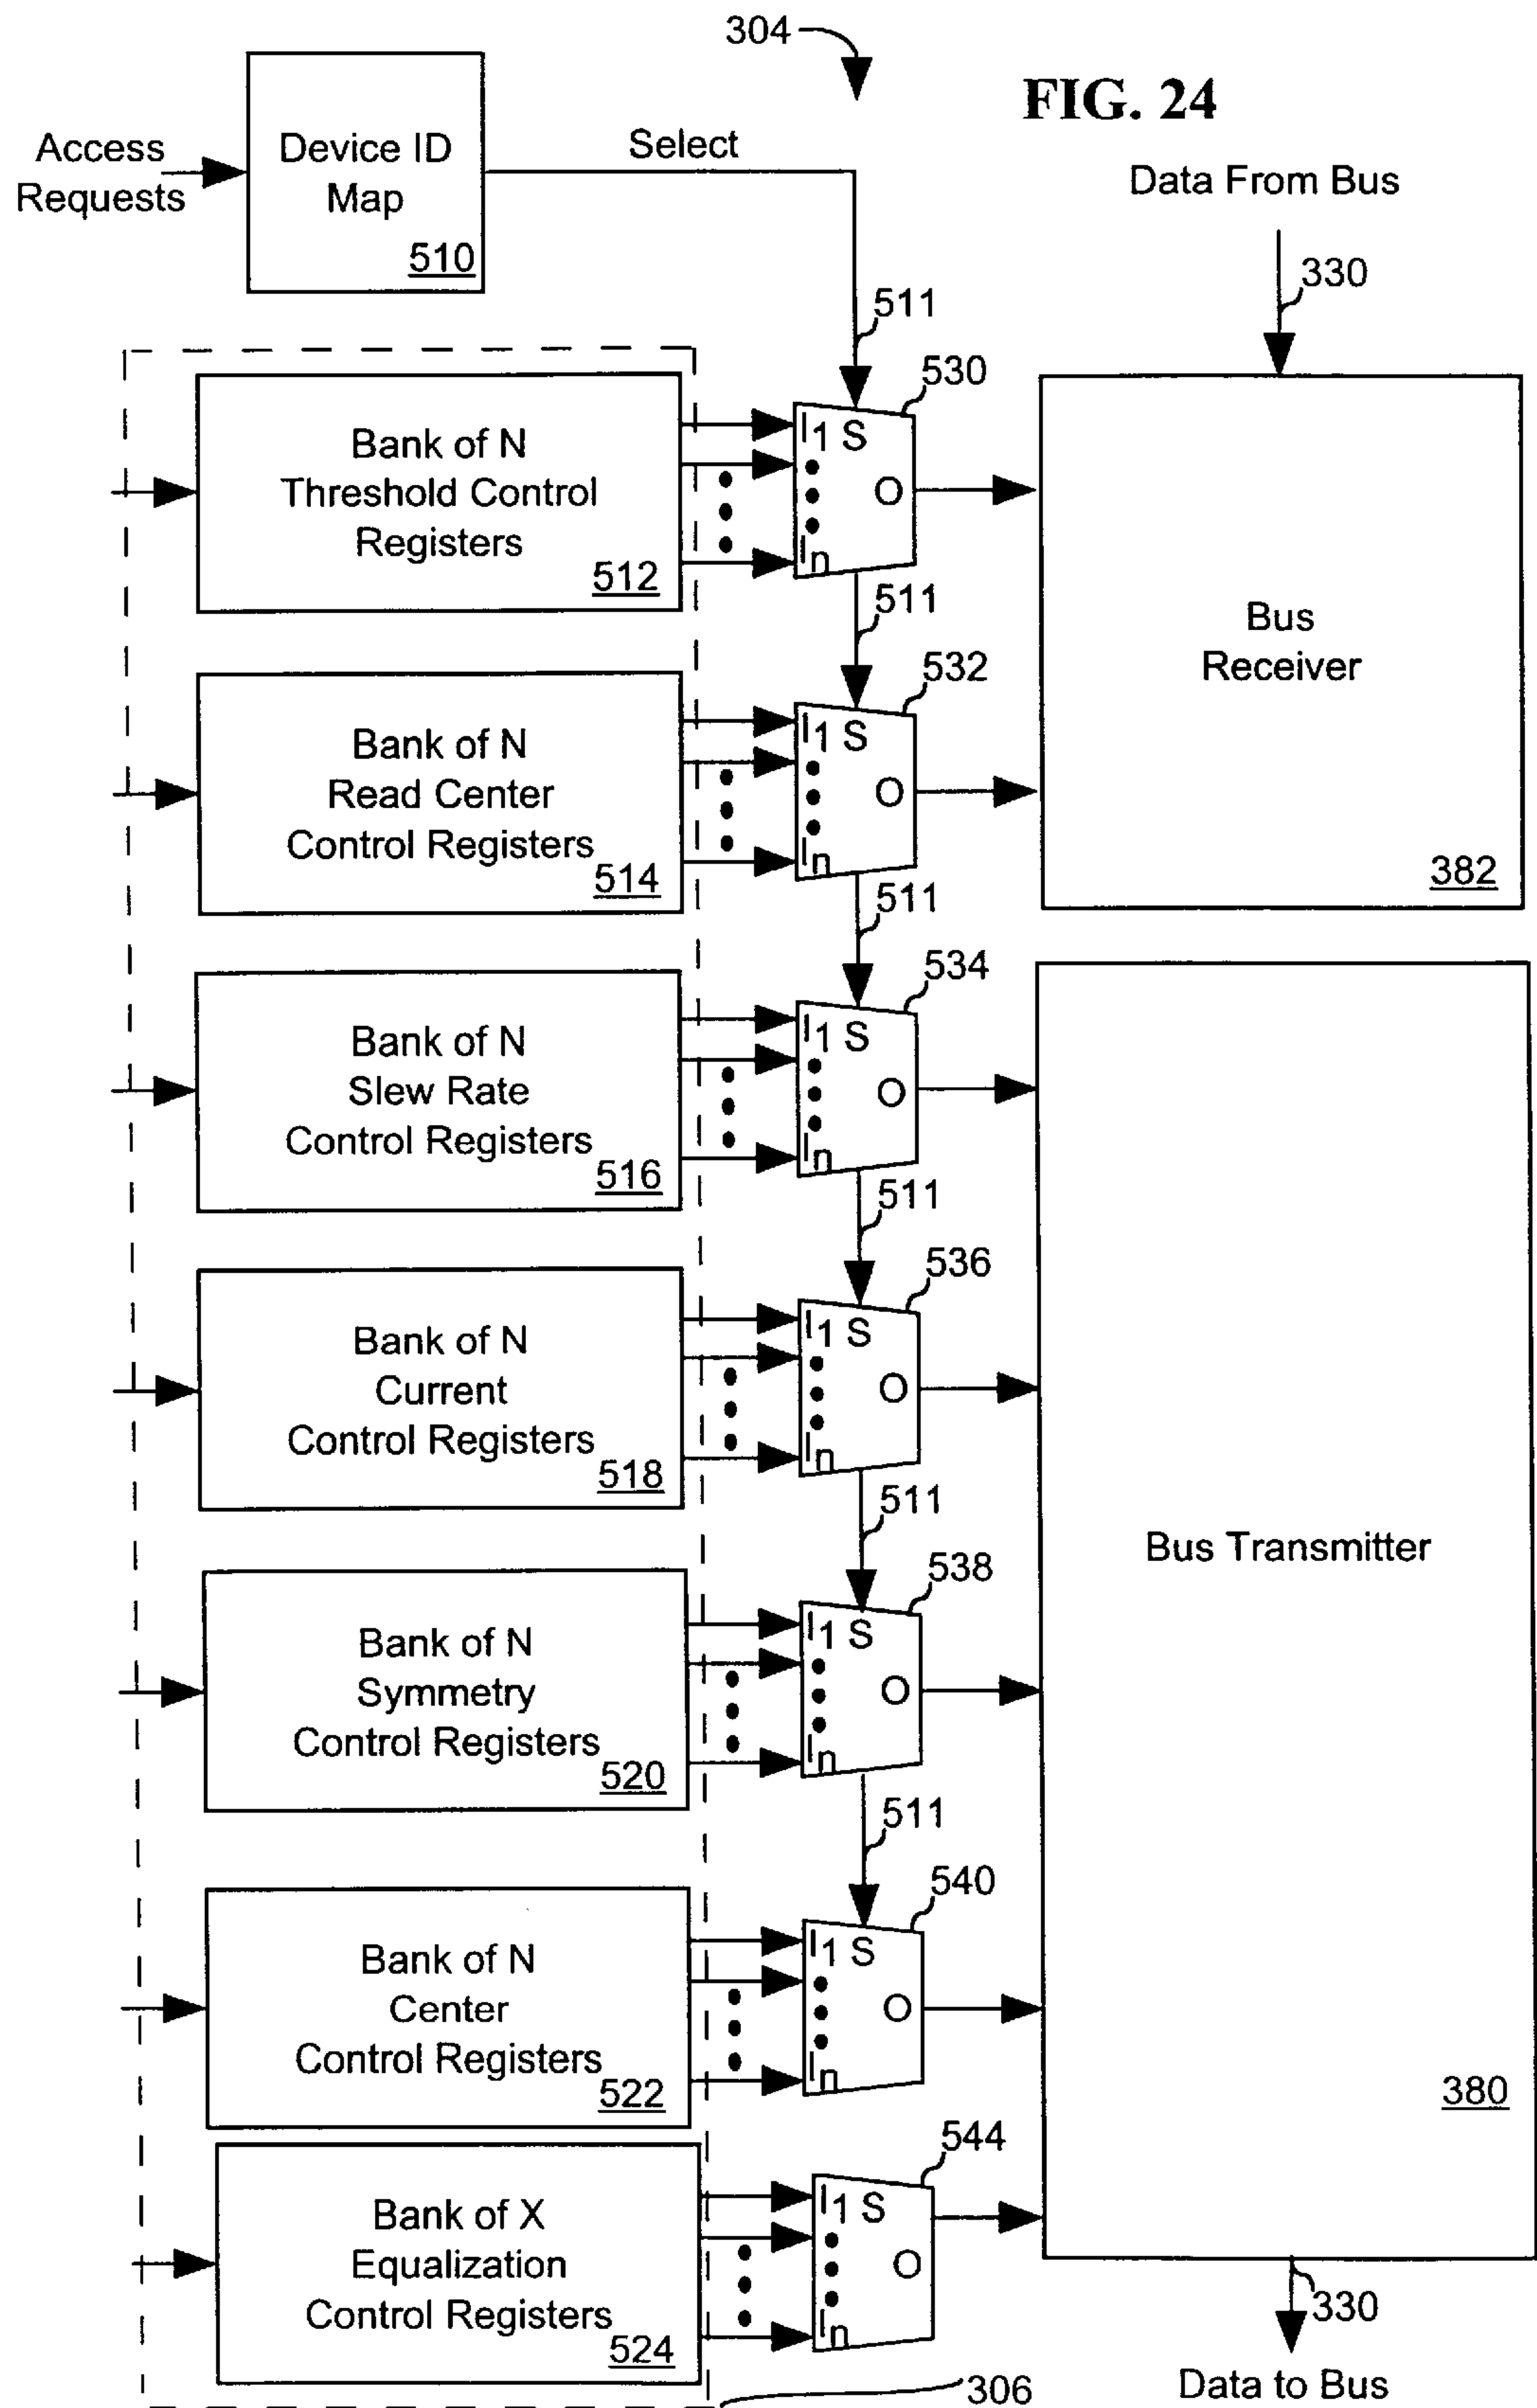 304
FIG. 24
Access
Requests
Device ID
Map
510
Select
Data From Bus
330
511
530
Bank of N
Threshold Control
Registers
512
I1 S
O
In
Bus
Receiver
382
511
532
Bank of N
Read Center
Control Registers
514
I1 S
O
In
511
534
Bank of N
Slew Rate
Control Registers
516
I1 S
O
In
511
536
Bank of N
Current
Control Registers
518
I1 S
O
In
511
538
Bank of N
Symmetry
Control Registers
520
I1 S
O
In
Bus Transmitter
380
511
540
Bank of N
Center
Control Registers
522
I1 S
O
In
544
Bank of X
Equalization
Control Registers
524
I1 S
O
In
330
306
Data to Bus